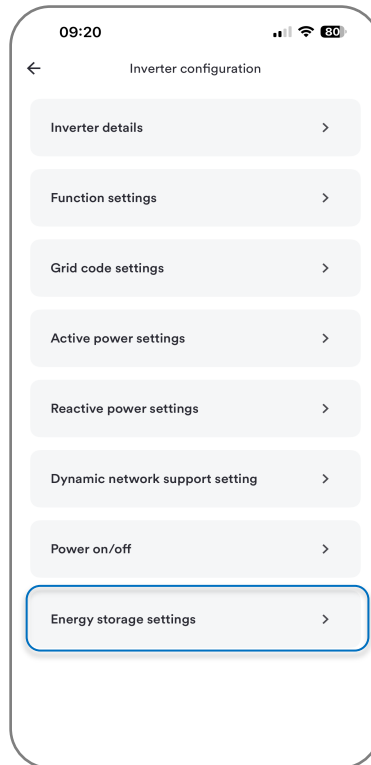 09:20
80
Inverter configuration
Inverter details
Function settings
Grid code settings
Active power settings
Reactive power settings
Dynamic network support setting
Power on/off
Energy storage settings